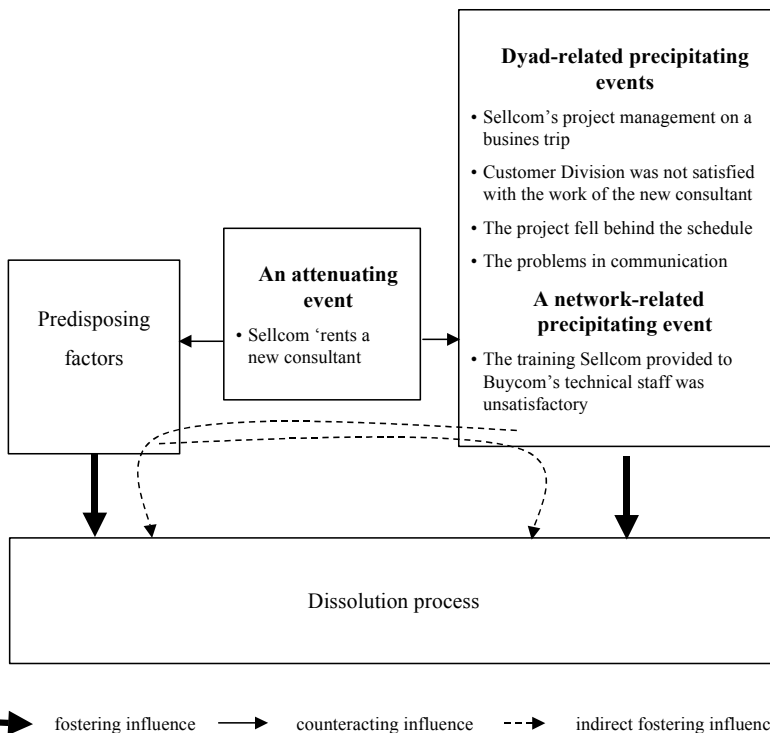 Dyad-related precipitating
events
• Sellcom’s project management on a
busines trip
• Customer Division was not satisfied
with the work of the new consultant
• The project fell behind the schedule
• The problems in communication
A network-related
precipitating event
• The training Sellcom provided to
Buycom’s technical staff was
unsatisfactory
An attenuating
event
• Sellcom ‘rents a
new consultant
Predisposing
factors
Dissolution process
fostering influence
counteracting influence
indirect fostering influenc